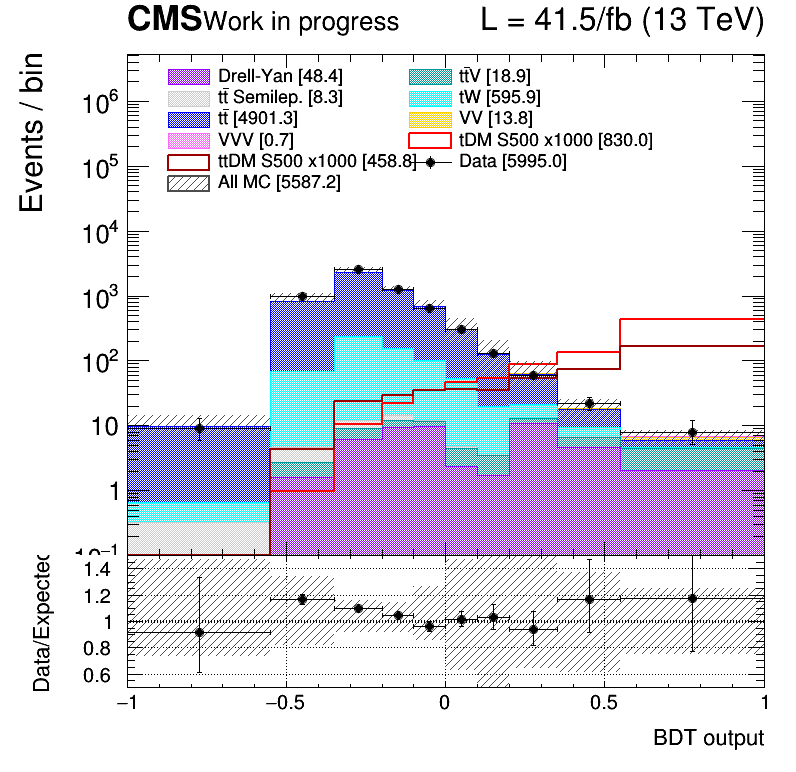 CMS Work in progress L = 41.5/fb (13 TeV)
Events / bin
Drell-Yan [48.4] tt̄V [18.9]
tt̄ Semilep. [8.3] tW [595.9]
tt̄ [4901.3] VV [13.8]
VVV [0.7] tDM S500 x1000 [830.0]
ttDM S500 x1000 [458.8] Data [5995.0]
All MC [5587.2]
10⁶
10⁵
10⁴
10³
10²
10
1
10⁻¹
Data/Expected
1.4
1.2
1
0.8
0.6
−1 −0.5 0 0.5 1
BDT output